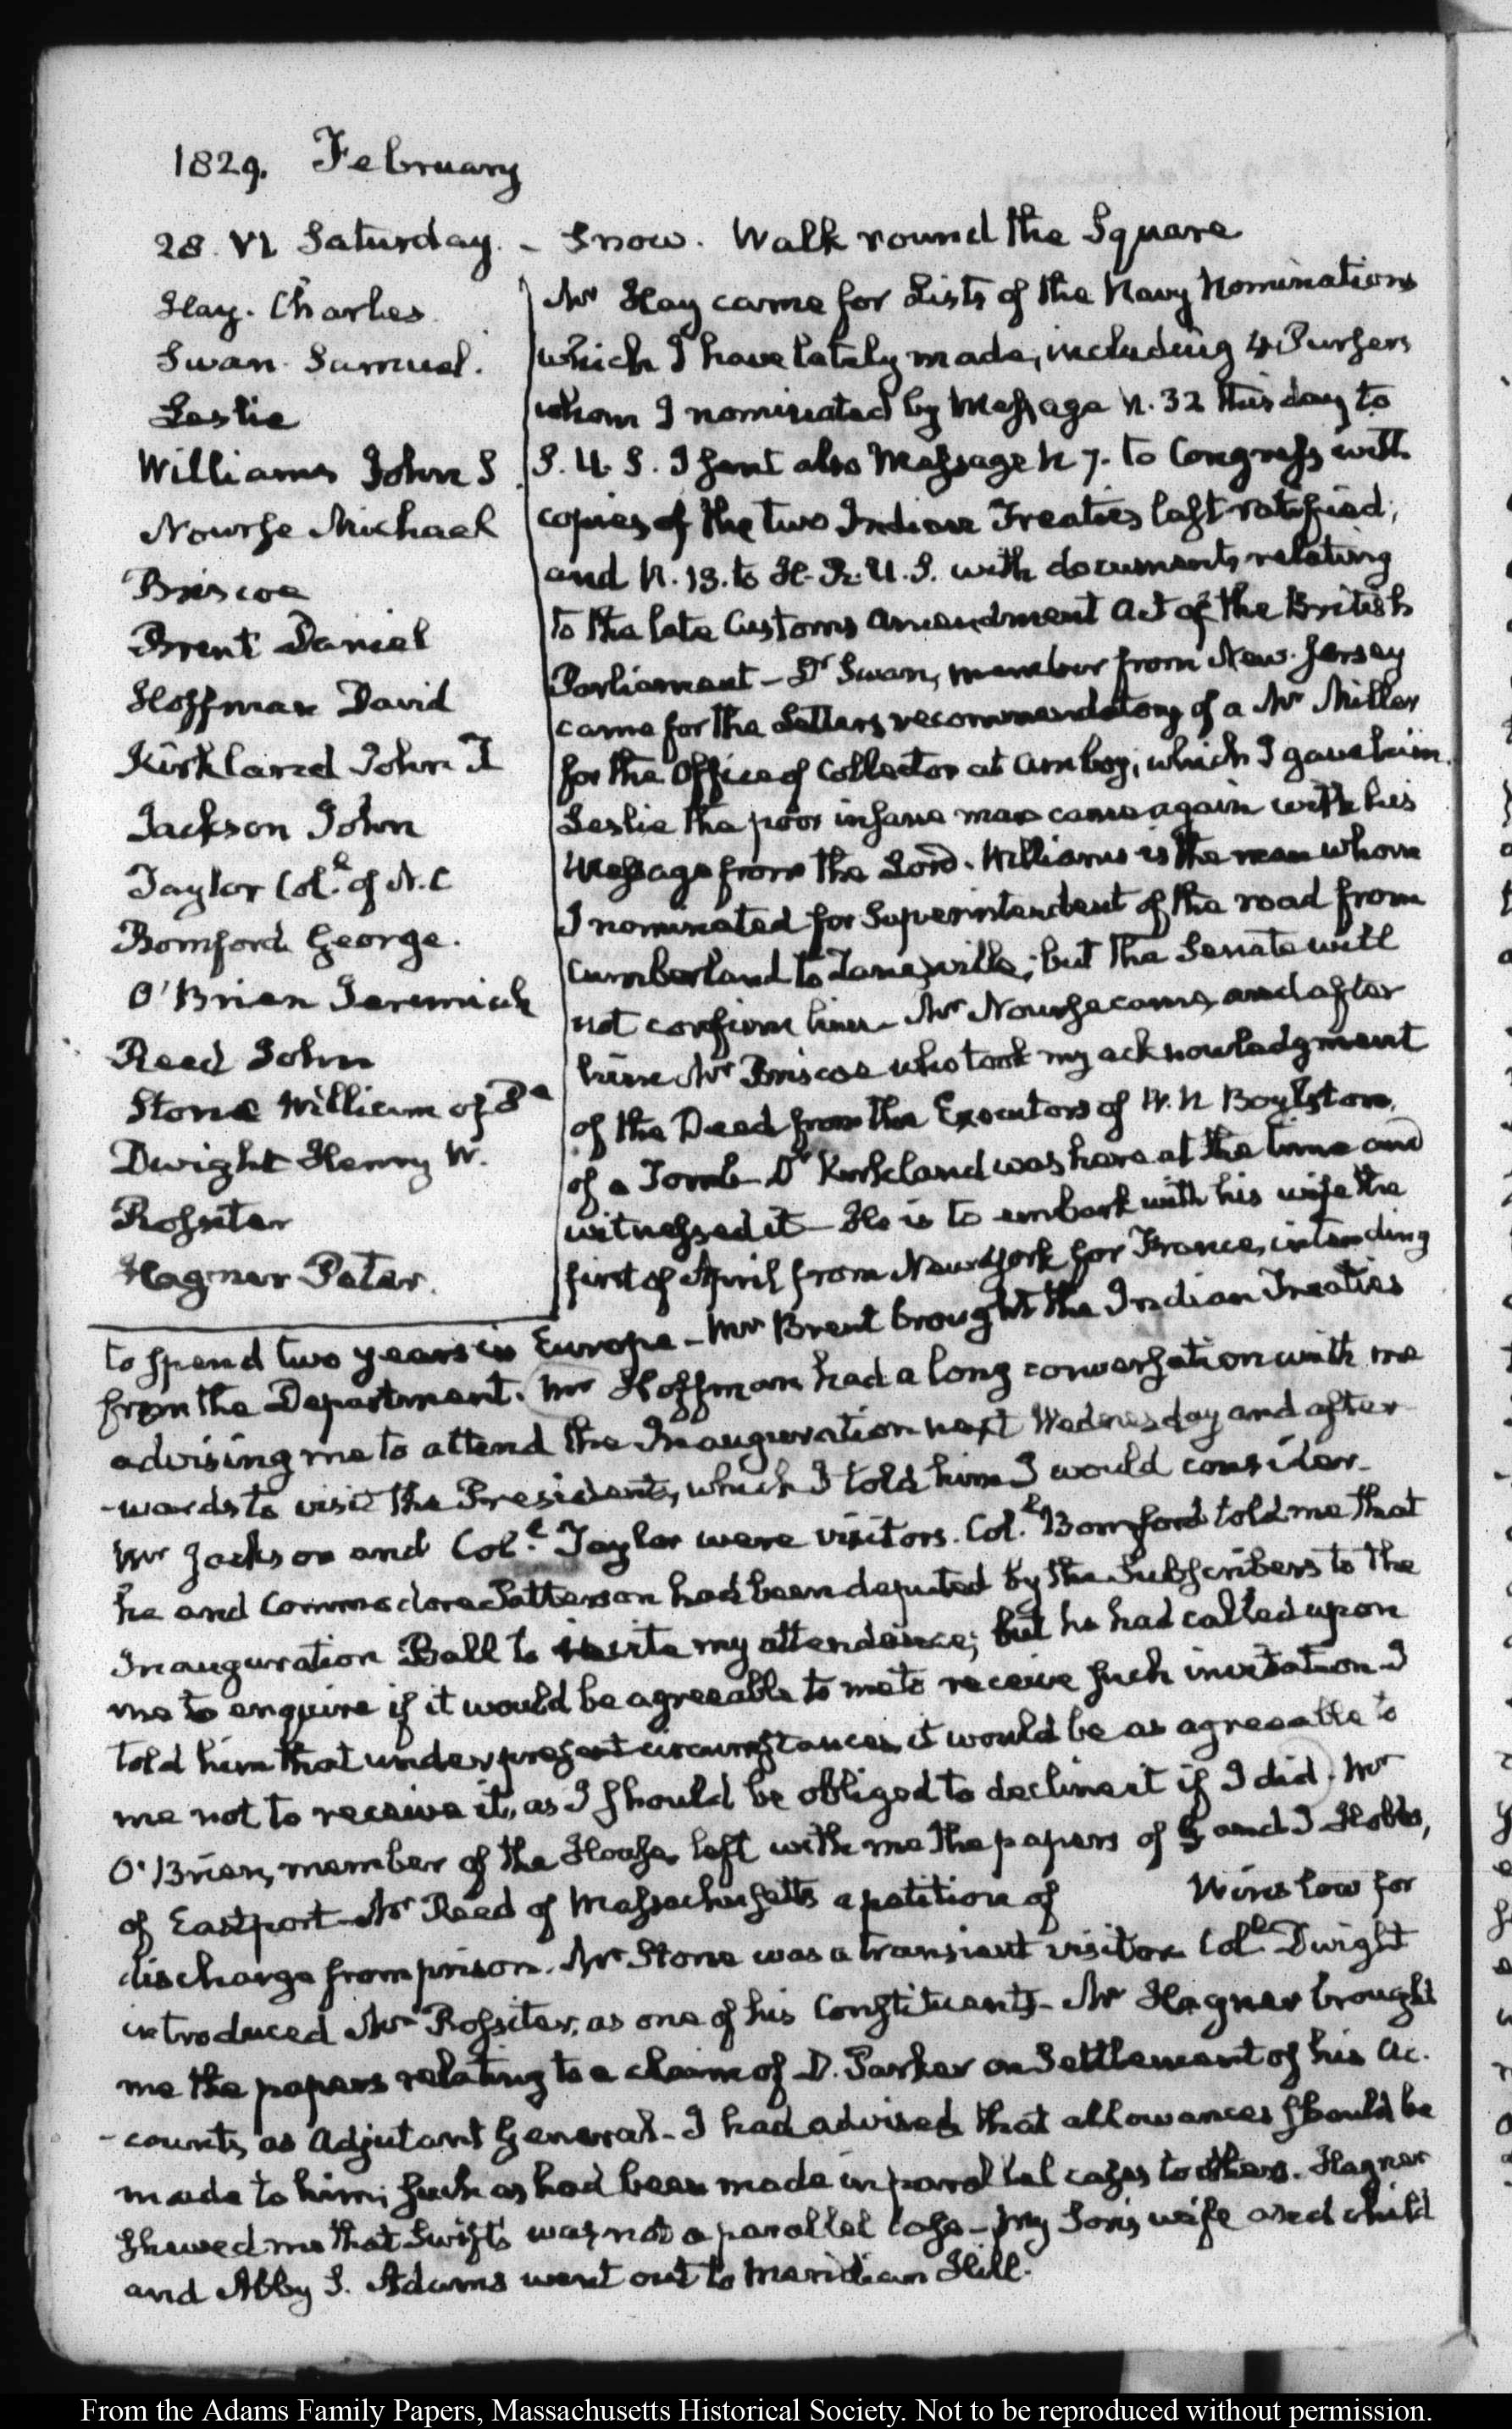 1829. February
28. VI. Saturday. - Snow. Walk round the Square
Hay. Charles
Swan. Samuel.
Leslie
Williams John S
Nourse Michael
Briscoe
Brent Daniel
Hoffman David
Kirkland John T
Jackson John
Taylor Col.l of N.C
Bomford George.
O'Brien Jeremiah
Reed John
Stone William of
Dwight Henry W.
Rossiter
Hagner Peter.
Mr Hay came for Lists of the Navy Nominations
which I have lately made, including 4 Pursers
whom I nominated by Message N. 32 this day to
S. U. S. I sent also Message N 7. to Congress with
copies of the two Indian Treaties last ratified,
and N. 13. to H. R. U. S. with documents relating
to the late Customs amendment Act of the British
Parliament - Dr Swan, member from New-Jersey
came for the Letters recommendatory of a Mr Miller
for the Office of Collector at Amboy; which I gave him.
Leslie the poor insane man came again with his
Message from the Lord. Williams is the man whom
I nominated for Superintendent of the road from
Cumberland to Zanesville; but the Senate will
not confirm him - Mr Nourse came, and after
him Mr Briscoe who took my acknowledgment
of the Deed from the Executors of W. N Boylston,
of a Tomb - Dr Kirkland was here at the time and
witnessed it - He is to embark with his wife the
first of April from New York for France, intending
to spend two years in Europe - Mr Brent brought the Indian Treaties
from the Department. Mr Hoffman had a long conversation with me
advising me to attend the Inauguration next Wednesday and after
-wards to visit the President, which I told him I would consider.
Mr Jackson and Col.l Taylor were visitors. Col.l Bomford told me that
he and Commodore Patterson had been deputed by the Subscribers to the
Inauguration Ball to invite my attendance; but he had called upon
me to enquire if it would be agreeable to me to receive such invitation I
told him that under present circumstances it would be as agreeable to
me not to receive it, as I should be obliged to decline it if I did. Mr
O'Brien, member of the House left with me the papers of and I Hobbs,
of Eastport - Mr Reed of Massachusetts a petition of Winslow for
discharge from prison. Mr Stone was a transient visitor Col.l Dwight
introduced Mr Rossiter, as one of his Constituents - Mr Hagner brought
me the papers relating to a claim of D. Parker on Settlement of his Ac.
-counts, as Adjutant General - I had advised that allowances should be
made to him, such as had been made in parallel cases to others. Hagner
shewed me that Swift's was not a parallel case - My Son's wife and child
and Abby S. Adams went out to Meridian Hill.
From the Adams Family Papers, Massachusetts Historical Society. Not to be reproduced without permission.